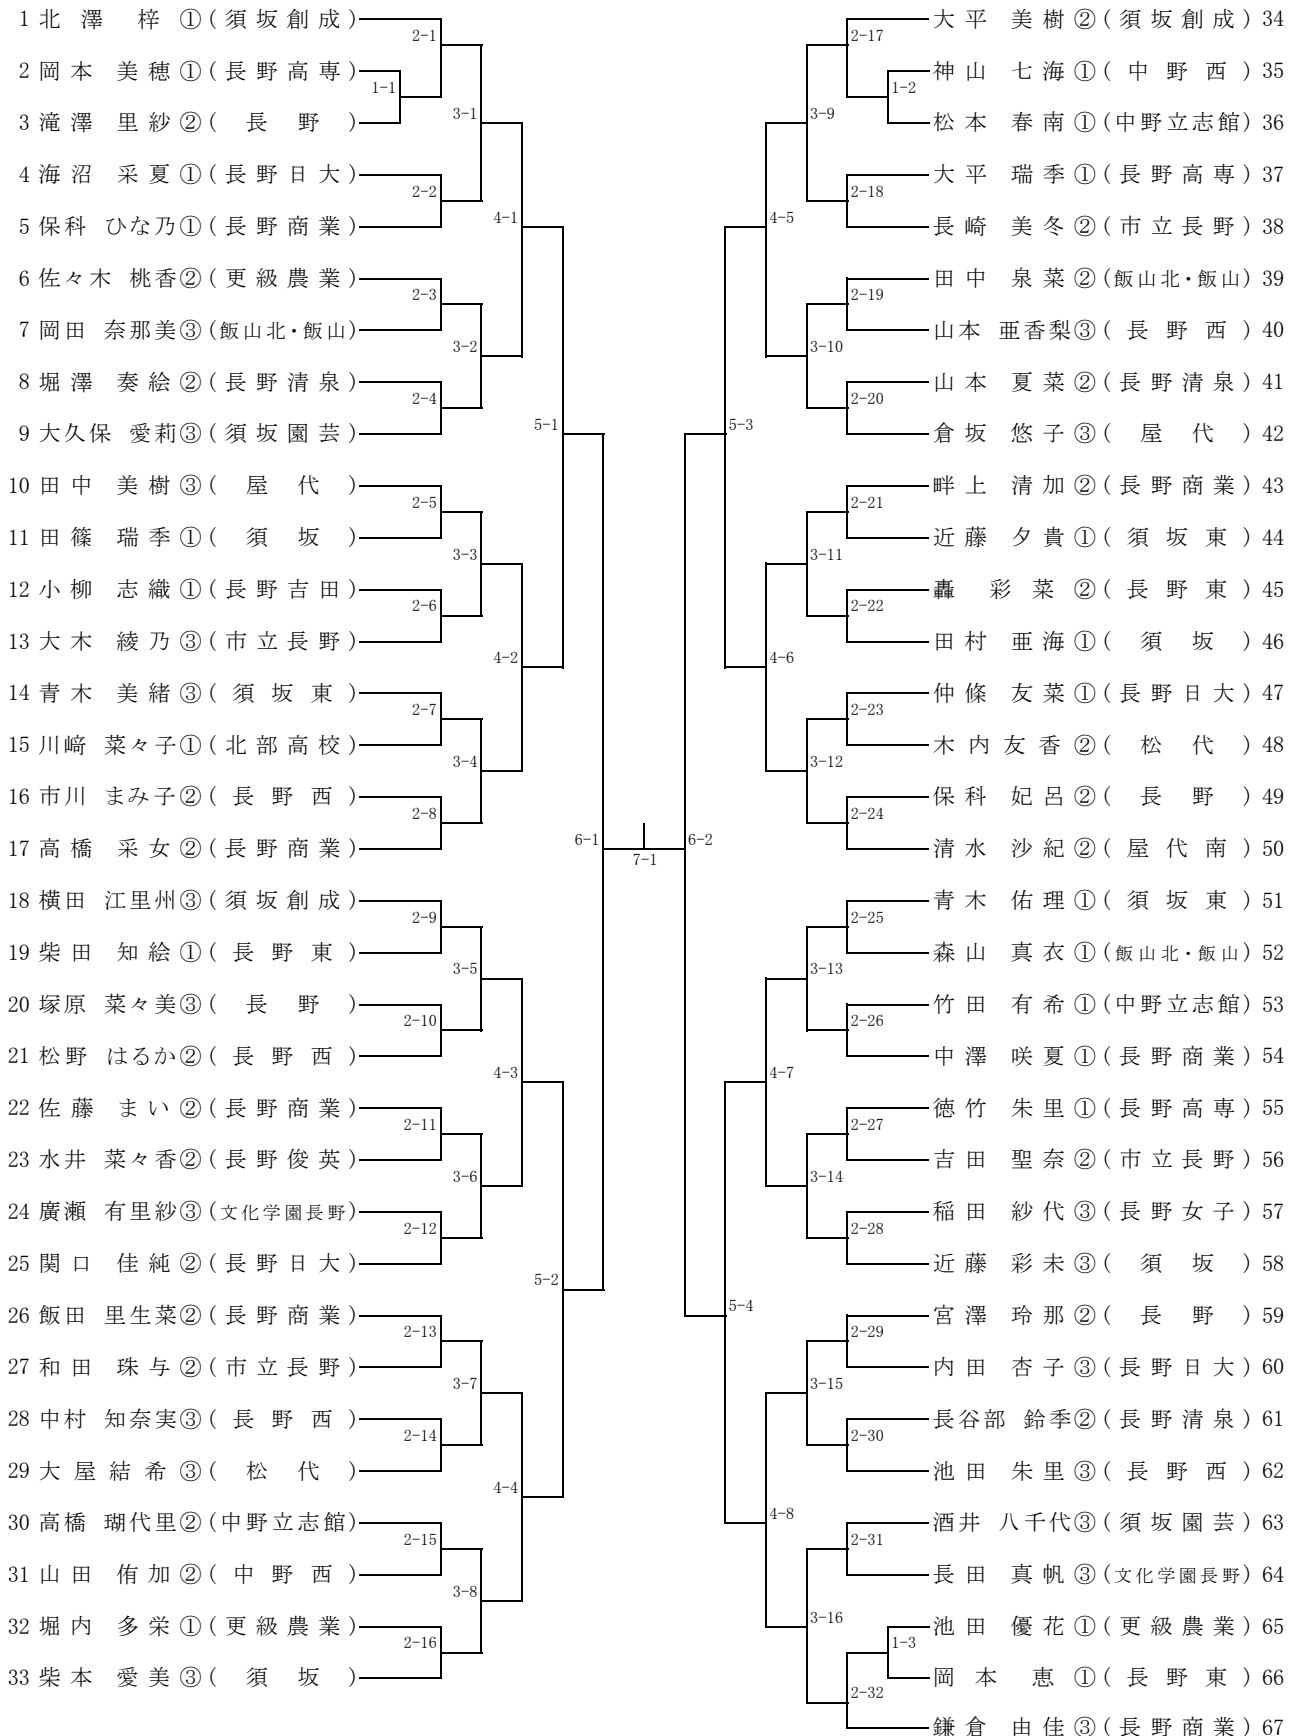 1 北澤 梓 ① ( 須坂創成 )
2-1
2 岡本 美穂 ① ( 長野高専 )
1-1
3 滝澤 里紗 ② ( 長野 )
3-1
4 海沼 采夏 ① ( 長野日大 )
2-2
5 保科 ひな乃 ① ( 長野商業 )
4-1
6 佐々木 桃香 ② ( 更級農業 )
2-3
7 岡田 奈那美 ③ (飯山北・飯山)
3-2
8 堀澤 奏絵 ② ( 長野清泉 )
2-4
9 大久保 愛莉 ③ ( 須坂園芸 )
5-1
10 田中 美樹 ③ ( 屋代 )
2-5
11 田篠 瑞季 ① ( 須坂 )
3-3
12 小柳 志織 ① ( 長野吉田 )
2-6
13 大木 綾乃 ③ ( 市立長野 )
4-2
14 青木 美緒 ③ ( 須坂東 )
2-7
15 川﨑 菜々子 ① ( 北部高校 )
3-4
16 市川 まみ子 ② ( 長野西 )
2-8
17 高橋 采女 ② ( 長野商業 )
6-1
18 横田 江里州 ③ ( 須坂創成 )
2-9
19 柴田 知絵 ① ( 長野東 )
3-5
20 塚原 菜々美 ③ ( 長野 )
2-10
21 松野 はるか ② ( 長野西 )
4-3
22 佐藤 まい ② ( 長野商業 )
2-11
23 水井 菜々香 ② ( 長野俊英 )
3-6
24 廣瀬 有里紗 ③ (文化学園長野)
2-12
25 関口 佳純 ② ( 長野日大 )
5-2
26 飯田 里生菜 ② ( 長野商業 )
2-13
27 和田 珠与 ② ( 市立長野 )
3-7
28 中村 知奈実 ③ ( 長野西 )
2-14
29 大屋結希 ③ ( 松代 )
4-4
30 高橋 瑚代里 ② (中野立志館)
2-15
31 山田 侑加 ② ( 中野西 )
3-8
32 堀内 多栄 ① ( 更級農業 )
2-16
33 柴本 愛美 ③ ( 須坂 )
7-1
大平 美樹 ② ( 須坂創成 ) 34
2-17
神山 七海 ① ( 中野西 ) 35
1-2
松本 春南 ① (中野立志館) 36
3-9
大平 瑞季 ① ( 長野高専 ) 37
2-18
長崎 美冬 ② ( 市立長野 ) 38
4-5
田中 泉菜 ② (飯山北・飯山) 39
2-19
山本 亜香梨 ③ ( 長野西 ) 40
3-10
山本 夏菜 ② ( 長野清泉 ) 41
2-20
倉坂 悠子 ③ ( 屋代 ) 42
5-3
畔上 清加 ② ( 長野商業 ) 43
2-21
近藤 夕貴 ① ( 須坂東 ) 44
3-11
轟 彩菜 ② ( 長野東 ) 45
2-22
田村 亜海 ① ( 須坂 ) 46
4-6
仲條 友菜 ① ( 長野日大 ) 47
2-23
木内友香 ② ( 松代 ) 48
3-12
保科 妃呂 ② ( 長野 ) 49
2-24
清水 沙紀 ② ( 屋代南 ) 50
6-2
青木 佑理 ① ( 須坂東 ) 51
2-25
森山 真衣 ① (飯山北・飯山) 52
3-13
竹田 有希 ① (中野立志館) 53
2-26
中澤 咲夏 ① ( 長野商業 ) 54
4-7
徳竹 朱里 ① ( 長野高専 ) 55
2-27
吉田 聖奈 ② ( 市立長野 ) 56
3-14
稲田 紗代 ③ ( 長野女子 ) 57
2-28
近藤 彩未 ③ ( 須坂 ) 58
5-4
宮澤 玲那 ② ( 長野 ) 59
2-29
内田 杏子 ③ ( 長野日大 ) 60
3-15
長谷部 鈴季 ② ( 長野清泉 ) 61
2-30
池田 朱里 ③ ( 長野西 ) 62
4-8
酒井 八千代 ③ ( 須坂園芸 ) 63
2-31
長田 真帆 ③ (文化学園長野) 64
3-16
池田 優花 ① ( 更級農業 ) 65
1-3
岡本 恵 ① ( 長野東 ) 66
2-32
鎌倉 由佳 ③ ( 長野商業 ) 67